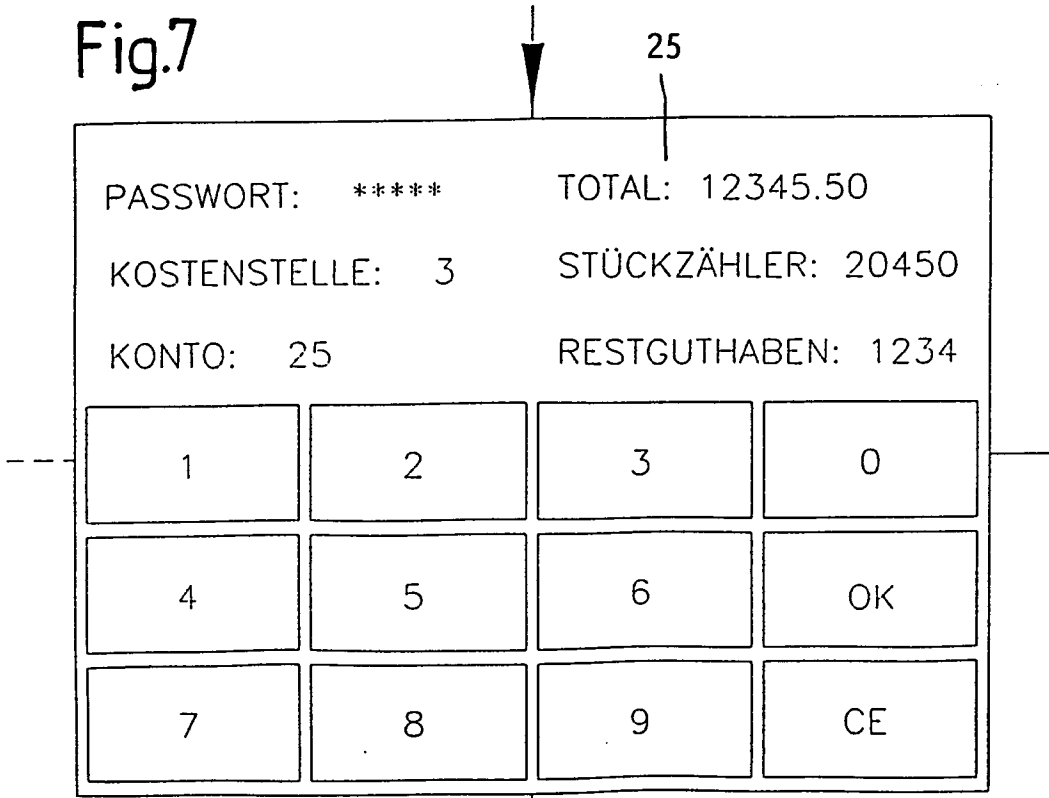 Fig.7
25
PASSWORT: *****
TOTAL: 12345.50
KOSTENSTELLE: 3
STÜCKZÄHLER: 20450
KONTO: 25
RESTGUTHABEN: 1234
1 2 3 0
4 5 6 OK
7 8 9 CE